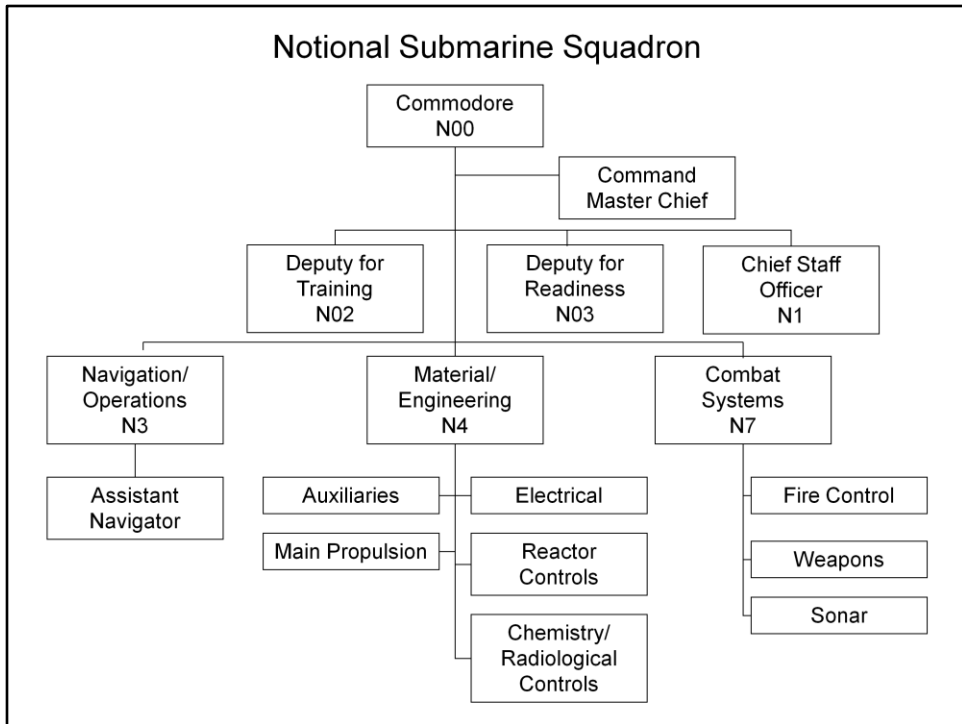 Notional Submarine Squadron
Commodore
N00
Command
Master Chief
Deputy for
Training
N02
Deputy for
Readiness
N03
Chief Staff
Officer
N1
Navigation/
Operations
N3
Material/
Engineering
N4
Combat
Systems
N7
Assistant
Navigator
Auxiliaries
Electrical
Main Propulsion
Reactor
Controls
Chemistry/
Radiological
Controls
Fire Control
Weapons
Sonar